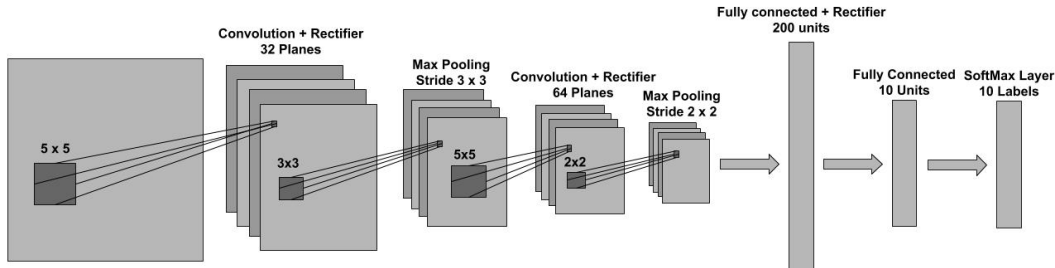 5 x 5
Convolution + Rectifier
32 Planes
3x3
Max Pooling
Stride 3 x 3
5x5
Convolution + Rectifier
64 Planes
2x2
Max Pooling
Stride 2 x 2
Fully connected + Rectifier
200 units
Fully Connected
10 Units
SoftMax Layer
10 Labels